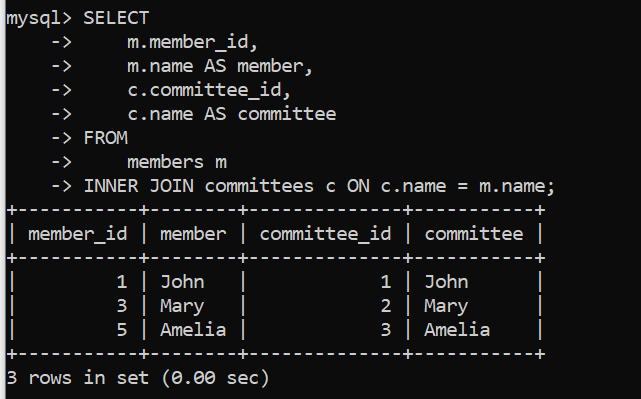 mysql> SELECT
    ->     m.member_id,
    ->     m.name AS member,
    ->     c.committee_id,
    ->     c.name AS committee
    -> FROM
    ->     members m
    -> INNER JOIN committees c ON c.name = m.name;
+-----------+--------+--------------+-----------+
| member_id | member | committee_id | committee |
+-----------+--------+--------------+-----------+
|         1 | John   |            1 | John      |
|         3 | Mary   |            2 | Mary      |
|         5 | Amelia |            3 | Amelia    |
+-----------+--------+--------------+-----------+
3 rows in set (0.00 sec)